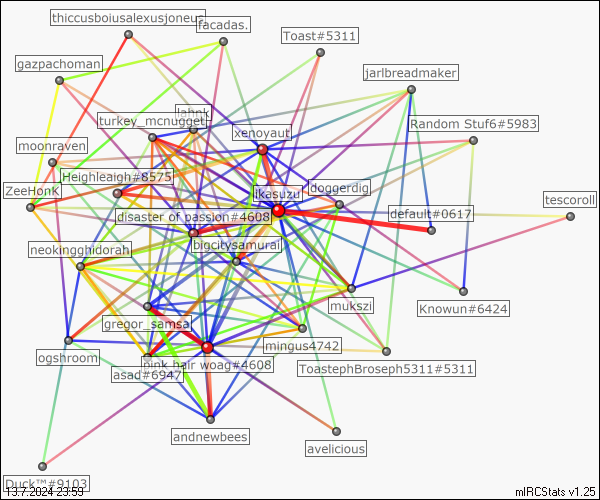 thiccusboiusalexusjoneus
facadas.
Toast#5311
gazpachoman
jarlbreadmaker
lahnk
turkey_mcnugget
Random Stuf6#5983
xenoyaut
moonraven
Heighleaigh#8575
ZeeHonK
ikasuzu
doggerdig
tescoroll
disaster of passion#4608
default#0617
bigcitysamurai
neokingghidorah
mukszi
Knowun#6424
gregor_samsa
mingus4742
ogshroom
pink hair woag#4608
ToastephBroseph5311#5311
asad#6947
andnewbees
avelicious
Duck™#9103
13.7.2024 23:59
mIRCStats v1.25